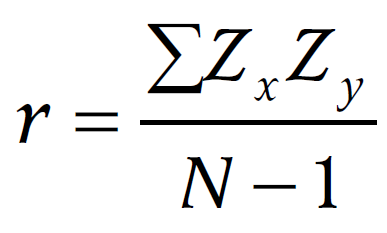 r = ∑Z_x Z_y / N − 1